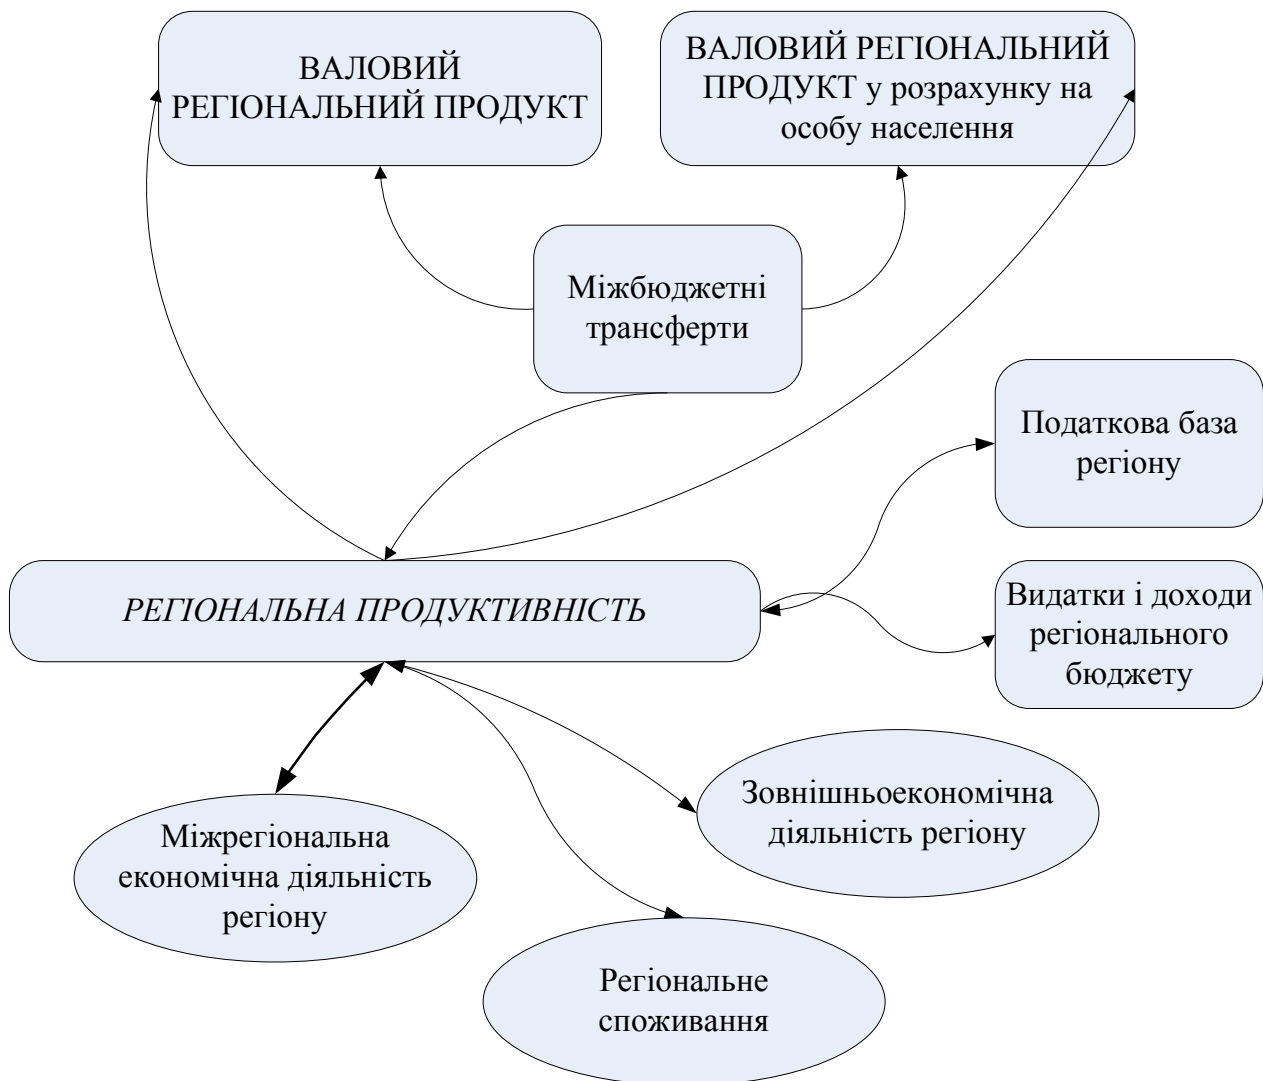 ВАЛОВИЙ
РЕГІОНАЛЬНИЙ ПРОДУКТ
ВАЛОВИЙ РЕГІОНАЛЬНИЙ
ПРОДУКТ у розрахунку на
особу населення
Міжбюджетні
трансферти
Податкова база
регіону
РЕГІОНАЛЬНА ПРОДУКТИВНІСТЬ
Видатки і доходи
регіонального
бюджету
Зовнішньоекономічна
діяльність регіону
Міжрегіональна
економічна діяльність
регіону
Регіональне
споживання